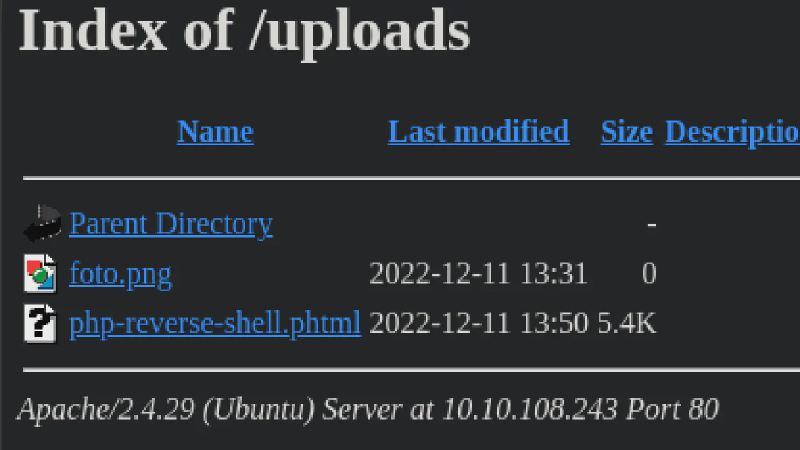 Index of /uploads
Name Last modified Size Descriptio
Parent Directory -
foto.png 2022-12-11 13:31 0
php-reverse-shell.phtml 2022-12-11 13:50 5.4K
Apache/2.4.29 (Ubuntu) Server at 10.10.108.243 Port 80